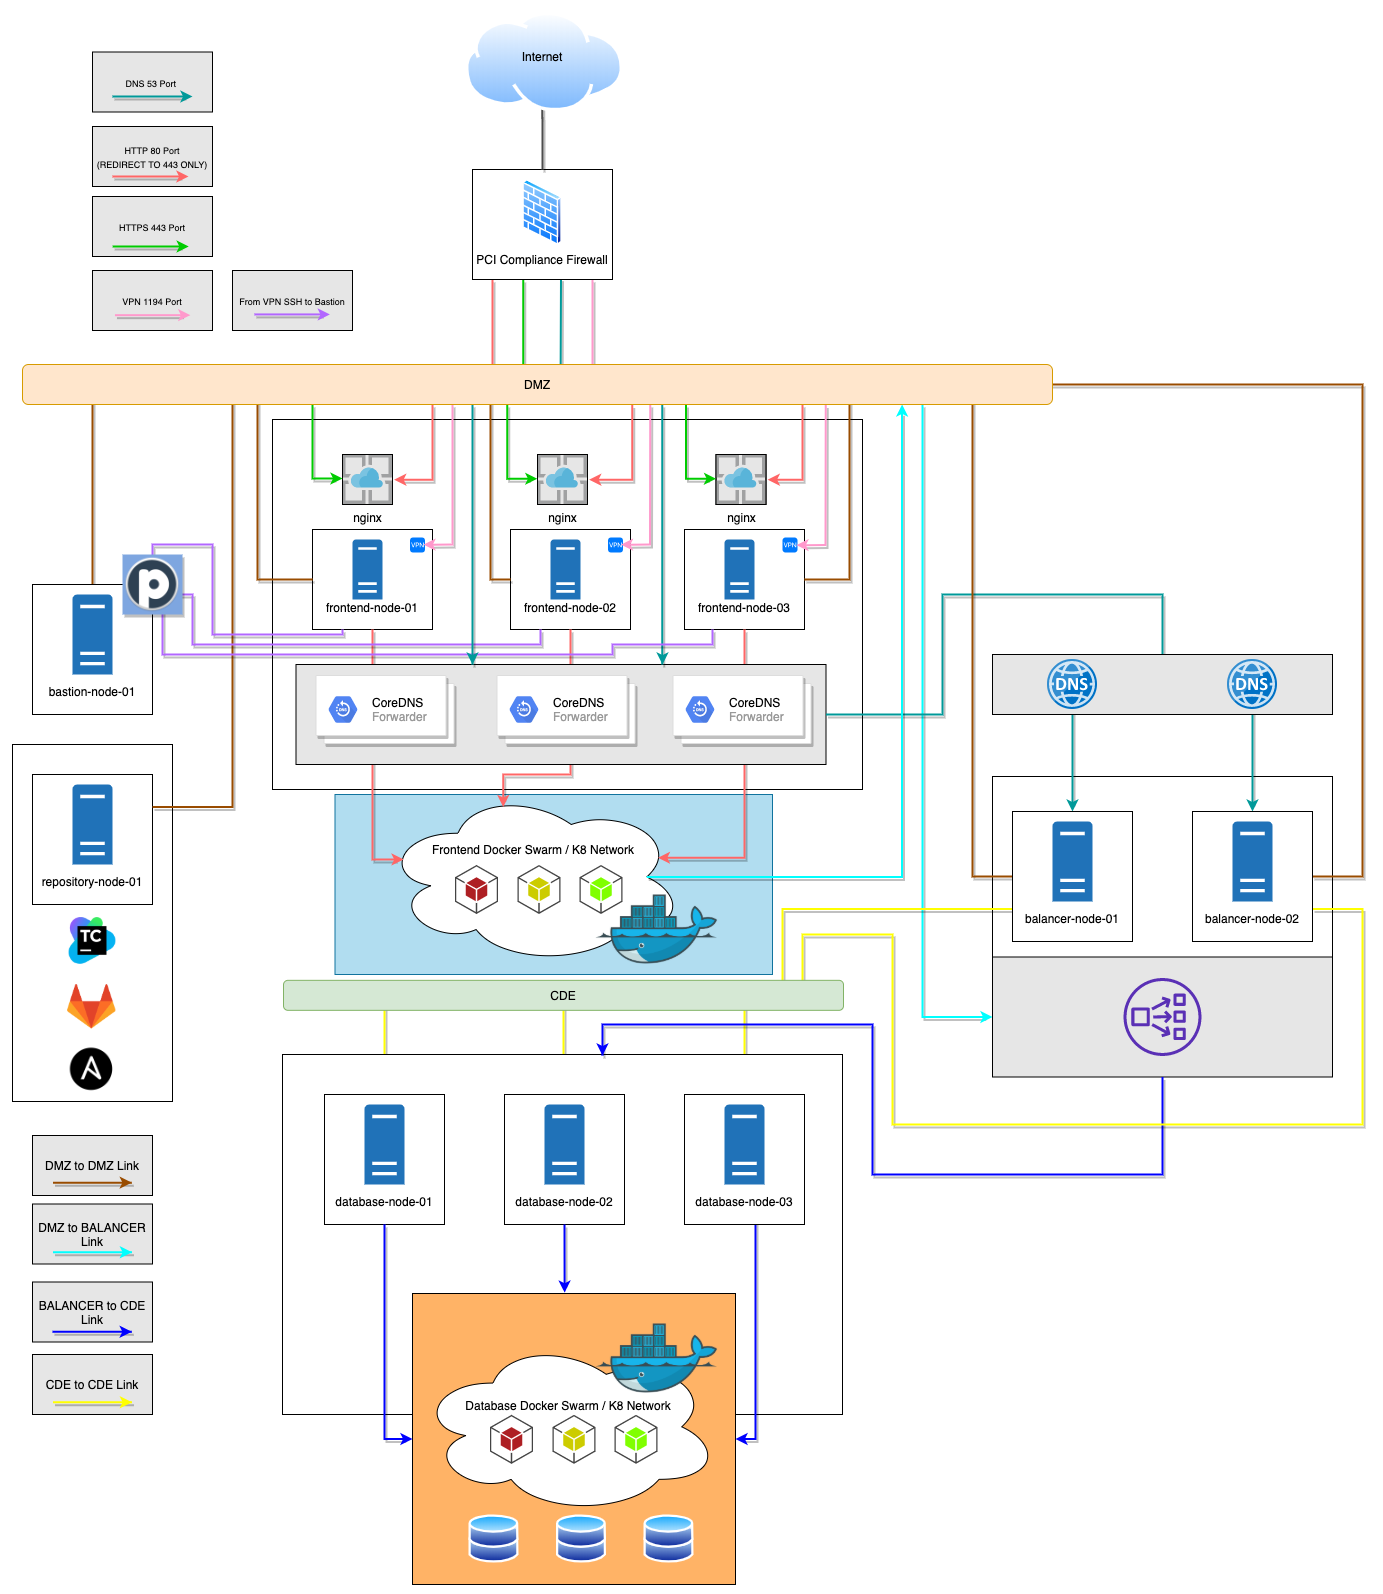 Internet
DNS 53 Port
HTTP 80 Port
(REDIRECT TO 443 ONLY)
HTTPS 443 Port
PCI Compliance Firewall
VPN 1194 Port
From VPN SSH to Bastion
DMZ
nginx
nginx
nginx
VPN
VPN
VPN
frontend-node-01
frontend-node-02
frontend-node-03
p
bastion-node-01
DNS
DNS
CoreDNS
Forwarder
CoreDNS
Forwarder
CoreDNS
Forwarder
DNS
DNS
DNS
repository-node-01
Frontend Docker Swarm / K8 Network
balancer-node-01
balancer-node-02
TC
CDE
A
DMZ to DMZ Link
database-node-01
database-node-02
database-node-03
DMZ to BALANCER
Link
BALANCER to CDE
Link
CDE to CDE Link
Database Docker Swarm / K8 Network